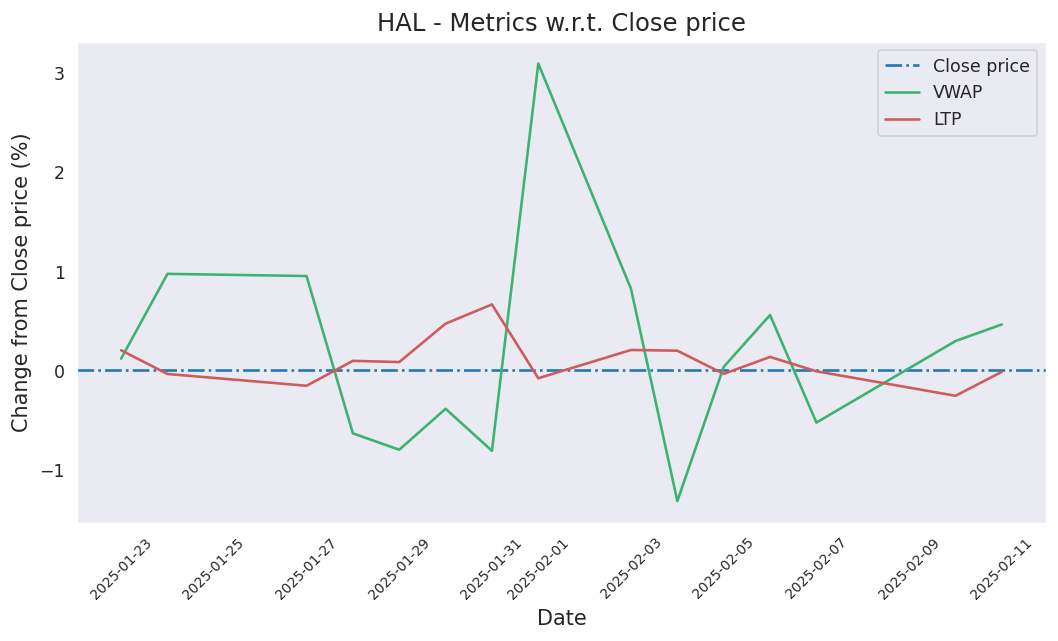 HAL - Metrics w.r.t. Close price
Close price
VWAP
LTP
Change from Close price (%)
3
2
1
0
−1
2025-01-23
2025-01-25
2025-01-27
2025-01-29
2025-01-31
2025-02-01
2025-02-03
2025-02-05
2025-02-07
2025-02-09
2025-02-11
Date